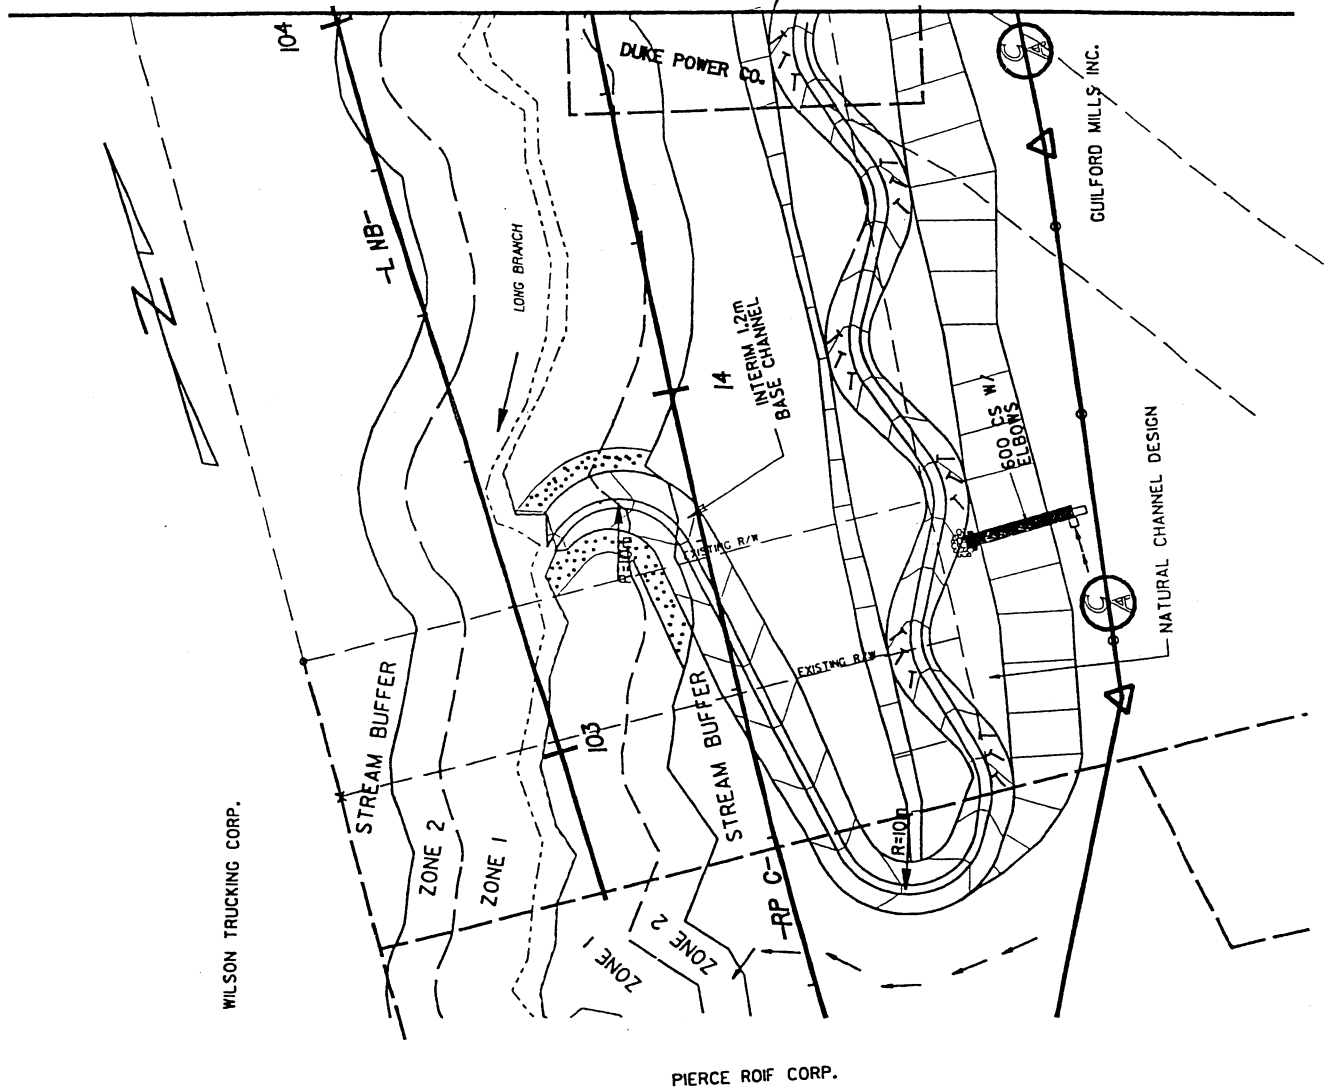 104
DUKE POWER CO.
C
A
GUILFORD MILLS INC.
-L NB-
LONG BRANCH
N
14
INTERIM 1.2m
BASE CHANNEL
600 CS W/
ELBOWS
NATURAL CHANNEL DESIGN
EXISTING R/W
R=10m
EXISTING R/W
C
A
STREAM BUFFER
103
STREAM BUFFER
ZONE 2
ZONE 1
R=10m
-RP C-
WILSON TRUCKING CORP.
ZONE 1
ZONE 2
PIERCE ROIF CORP.